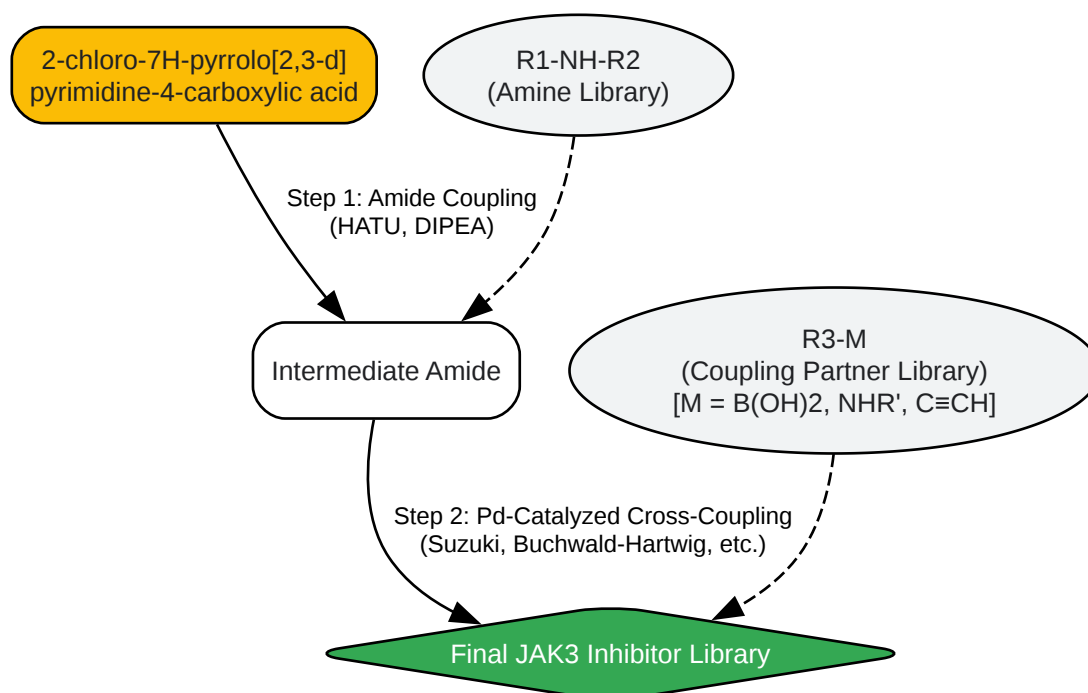 2-chloro-7H-pyrrolo[2,3-d]
pyrimidine-4-carboxylic acid
R1-NH-R2
(Amine Library)
Step 1: Amide Coupling
(HATU, DIPEA)
Intermediate Amide
R3-M
(Coupling Partner Library)
[M = B(OH)2, NHR', C≡CH]
Step 2: Pd-Catalyzed Cross-Coupling
(Suzuki, Buchwald-Hartwig, etc.)
Final JAK3 Inhibitor Library